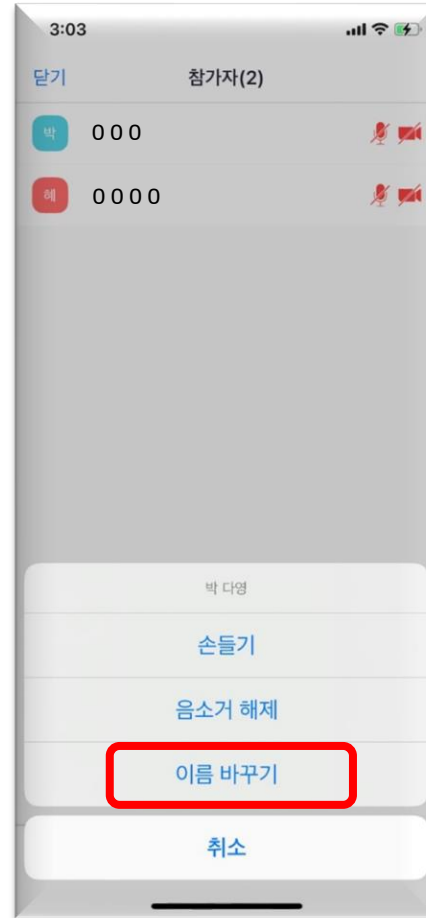 3:03
닫기 참가자(2)
박 0 0 0
혜 0 0 0 0
박 다영
손들기
음소거 해제
이름 바꾸기
취소